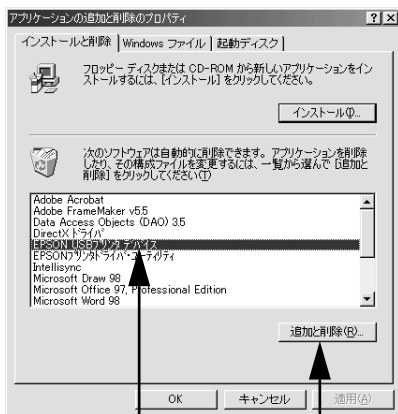 アプリケーションの追加と削除のプロパティ
インストールと削除 Windows ファイル 起動ディスク
フロッピー ディスクまたは CD-ROM から新しいアプリケーションをイン
ストールするには、[インストール] をクリックしてください。
インストール(I)...
次のソフトウェアは自動的に削除できます。アプリケーションを削除
したり、その構成ファイルを変更するには、一覧から選んで [追加と
削除] をクリックしてください(T)
Adobe Acrobat
Adobe FrameMaker v5.5
Data Access Objects (DAO) 3.5
DirectX ドライバ
EPSON USBプリンタデバイス
EPSONプリンタドライバ・ユーティリティ
Intellisync
Microsoft Draw 98
Microsoft Office 97, Professional Edition
Microsoft Word 98
追加と削除(R)...
OK キャンセル 適用(A)